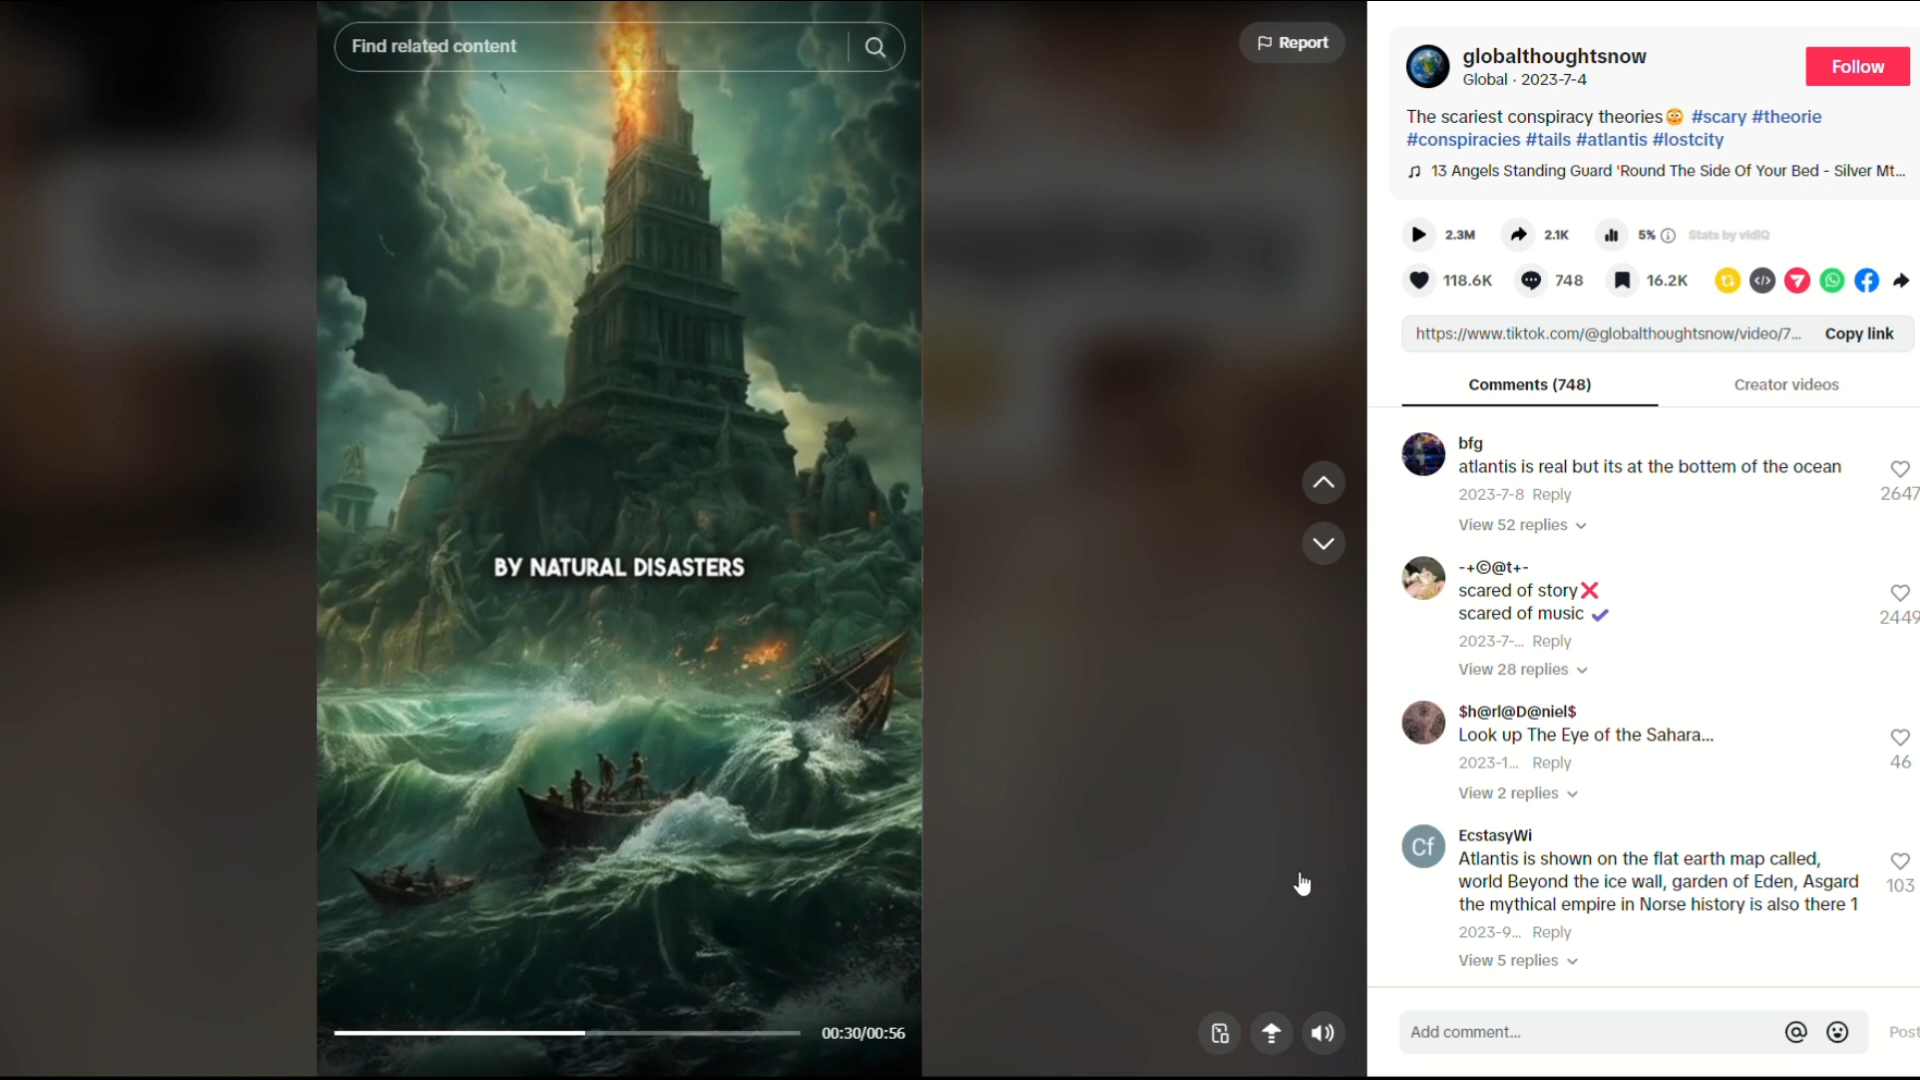 Find related content
Report
BY NATURAL DISASTERS
00:30/00:56
globalthoughtsnow
Global · 2023-7-4
Follow
The scariest conspiracy theories😳 #scary #theorie
#conspiracies #tails #atlantis #lostcity
13 Angels Standing Guard 'Round The Side Of Your Bed - Silver Mt...
2.3M 2.1K 5% Stats by vidIQ
118.6K 748 16.2K
https://www.tiktok.com/@globalthoughtsnow/video/7... Copy link
Comments (748) Creator videos
bfg
atlantis is real but its at the bottem of the ocean
2647
2023-7-8 Reply
View 52 replies
-+©@t+-
scared of story❌
scared of music ✔
2449
2023-7-... Reply
View 28 replies
$h@rl@D@niel$
Look up The Eye of the Sahara...
46
2023-1... Reply
View 2 replies
Cf
EcstasyWi
Atlantis is shown on the flat earth map called,
world Beyond the ice wall, garden of Eden, Asgard
the mythical empire in Norse history is also there 1
103
2023-9... Reply
View 5 replies
Add comment... Post